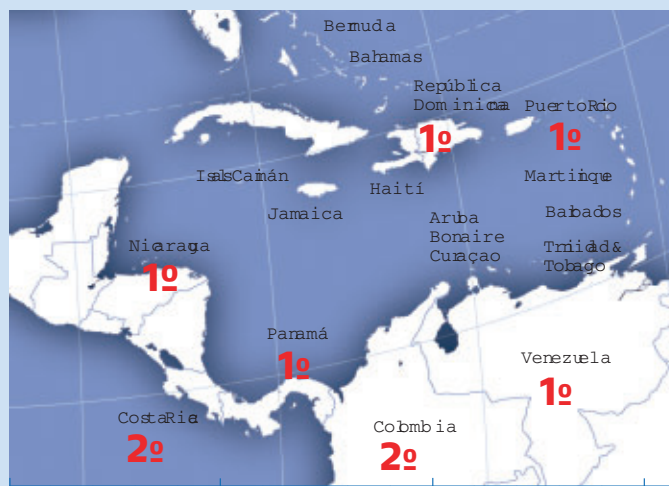 Bermuda
Bahamas
República
Dominicana
1º
Puerto Rico
1º
Islas Caimán
Jamaica
Haití
Martinique
Aruba
Bonaire
Curaçao
Barbados
Trinidad &
Tobago
Nicaragua
1º
Panamá
1º
Venezuela
1º
Costa Rica
2º
Colombia
2º